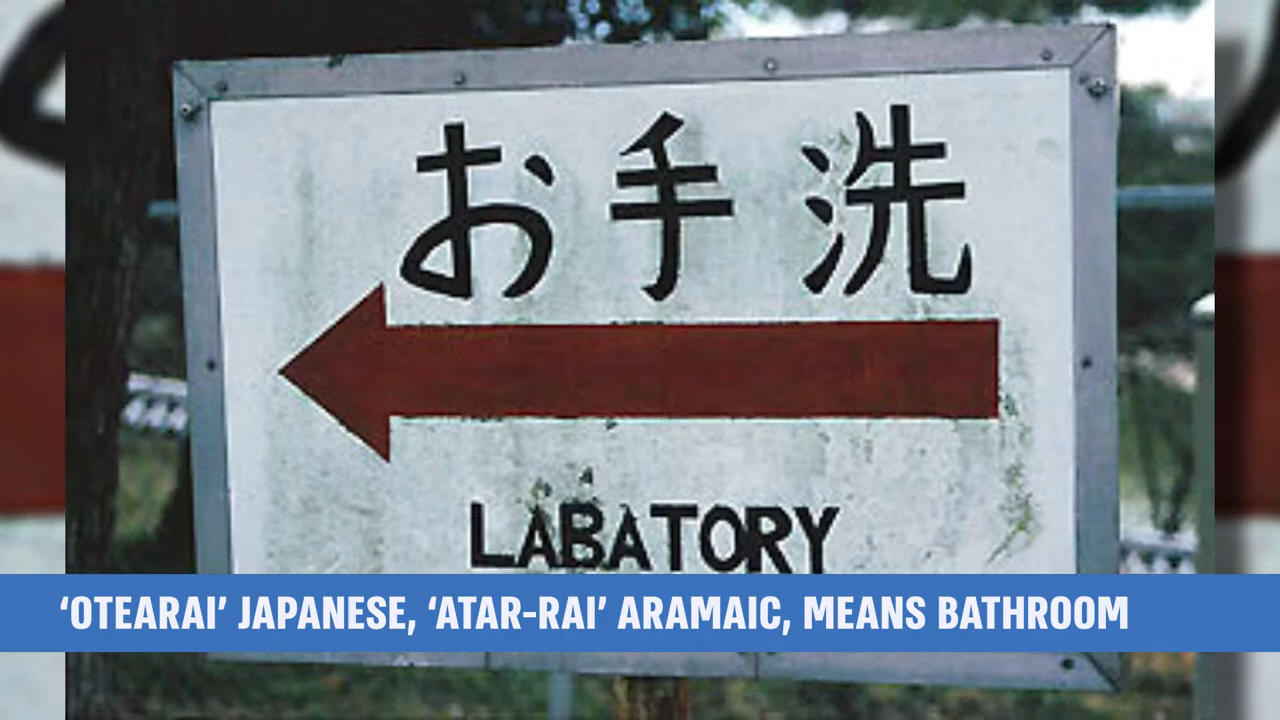 お手洗
LABATORY
‘OTEARAI’ JAPANESE, ‘ATAR-RAI’ ARAMAIC, MEANS BATHROOM